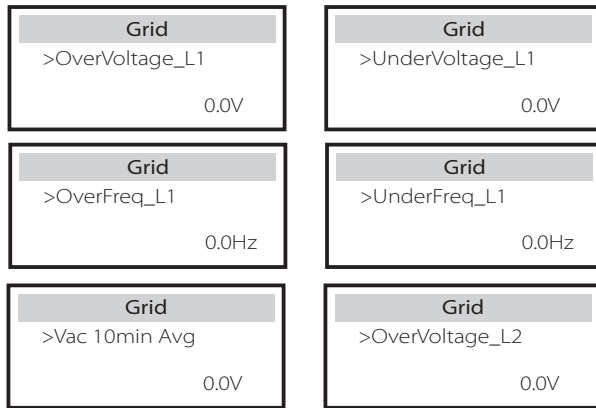 Grid
>OverVoltage_L1
0.0V
Grid
>UnderVoltage_L1
0.0V
Grid
>OverFreq_L1
0.0Hz
Grid
>UnderFreq_L1
0.0Hz
Grid
>Vac 10min Avg
0.0V
Grid
>OverVoltage_L2
0.0V